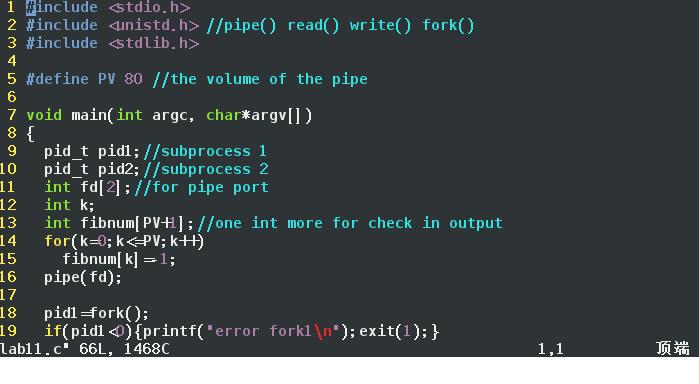 1 #include <stdio.h>
2 #include <unistd.h> //pipe() read() write() fork()
3 #include <stdlib.h>
4
5 #define PV 80 //the volume of the pipe
6
7 void main(int argc, char*argv[])
8 {
9   pid_t pid1;//subprocess 1
10   pid_t pid2;//subprocess 2
11   int fd[2];//for pipe port
12   int k;
13   int fibnum[PV+1];//one int more for check in output
14   for(k=0;k<=PV;k++)
15     fibnum[k]=-1;
16   pipe(fd);
17
18   pid1=fork();
19   if(pid1<0){printf("error fork1\n");exit(1);}
lab11.c" 66L, 1468C 1,1 顶端